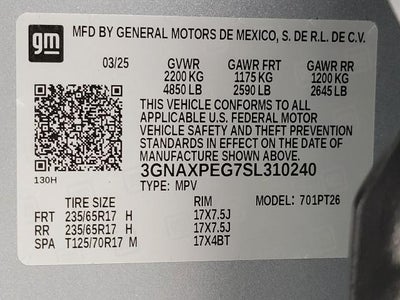 gm
MFD BY GENERAL MOTORS DE MEXICO, S. DE R.L. DE C.V.
03/25 GVWR GAWR FRT GAWR RR
2200 KG 1175 KG 1200 KG
4850 LB 2590 LB 2645 LB
THIS VEHICLE CONFORMS TO ALL
APPLICABLE U.S. FEDERAL MOTOR
VEHICLE SAFETY AND THEFT PREVENTION
STANDARDS IN EFFECT ON THE DATE OF
MANUFACTURE SHOWN ABOVE.
3GNAXPEG7SL310240
130H TYPE: MPV
TIRE SIZE RIM MODEL: 701PT26
FRT 235/65R17 H 17X7.5J
RR 235/65R17 H 17X7.5J
SPA T125/70R17 M 17X4BT